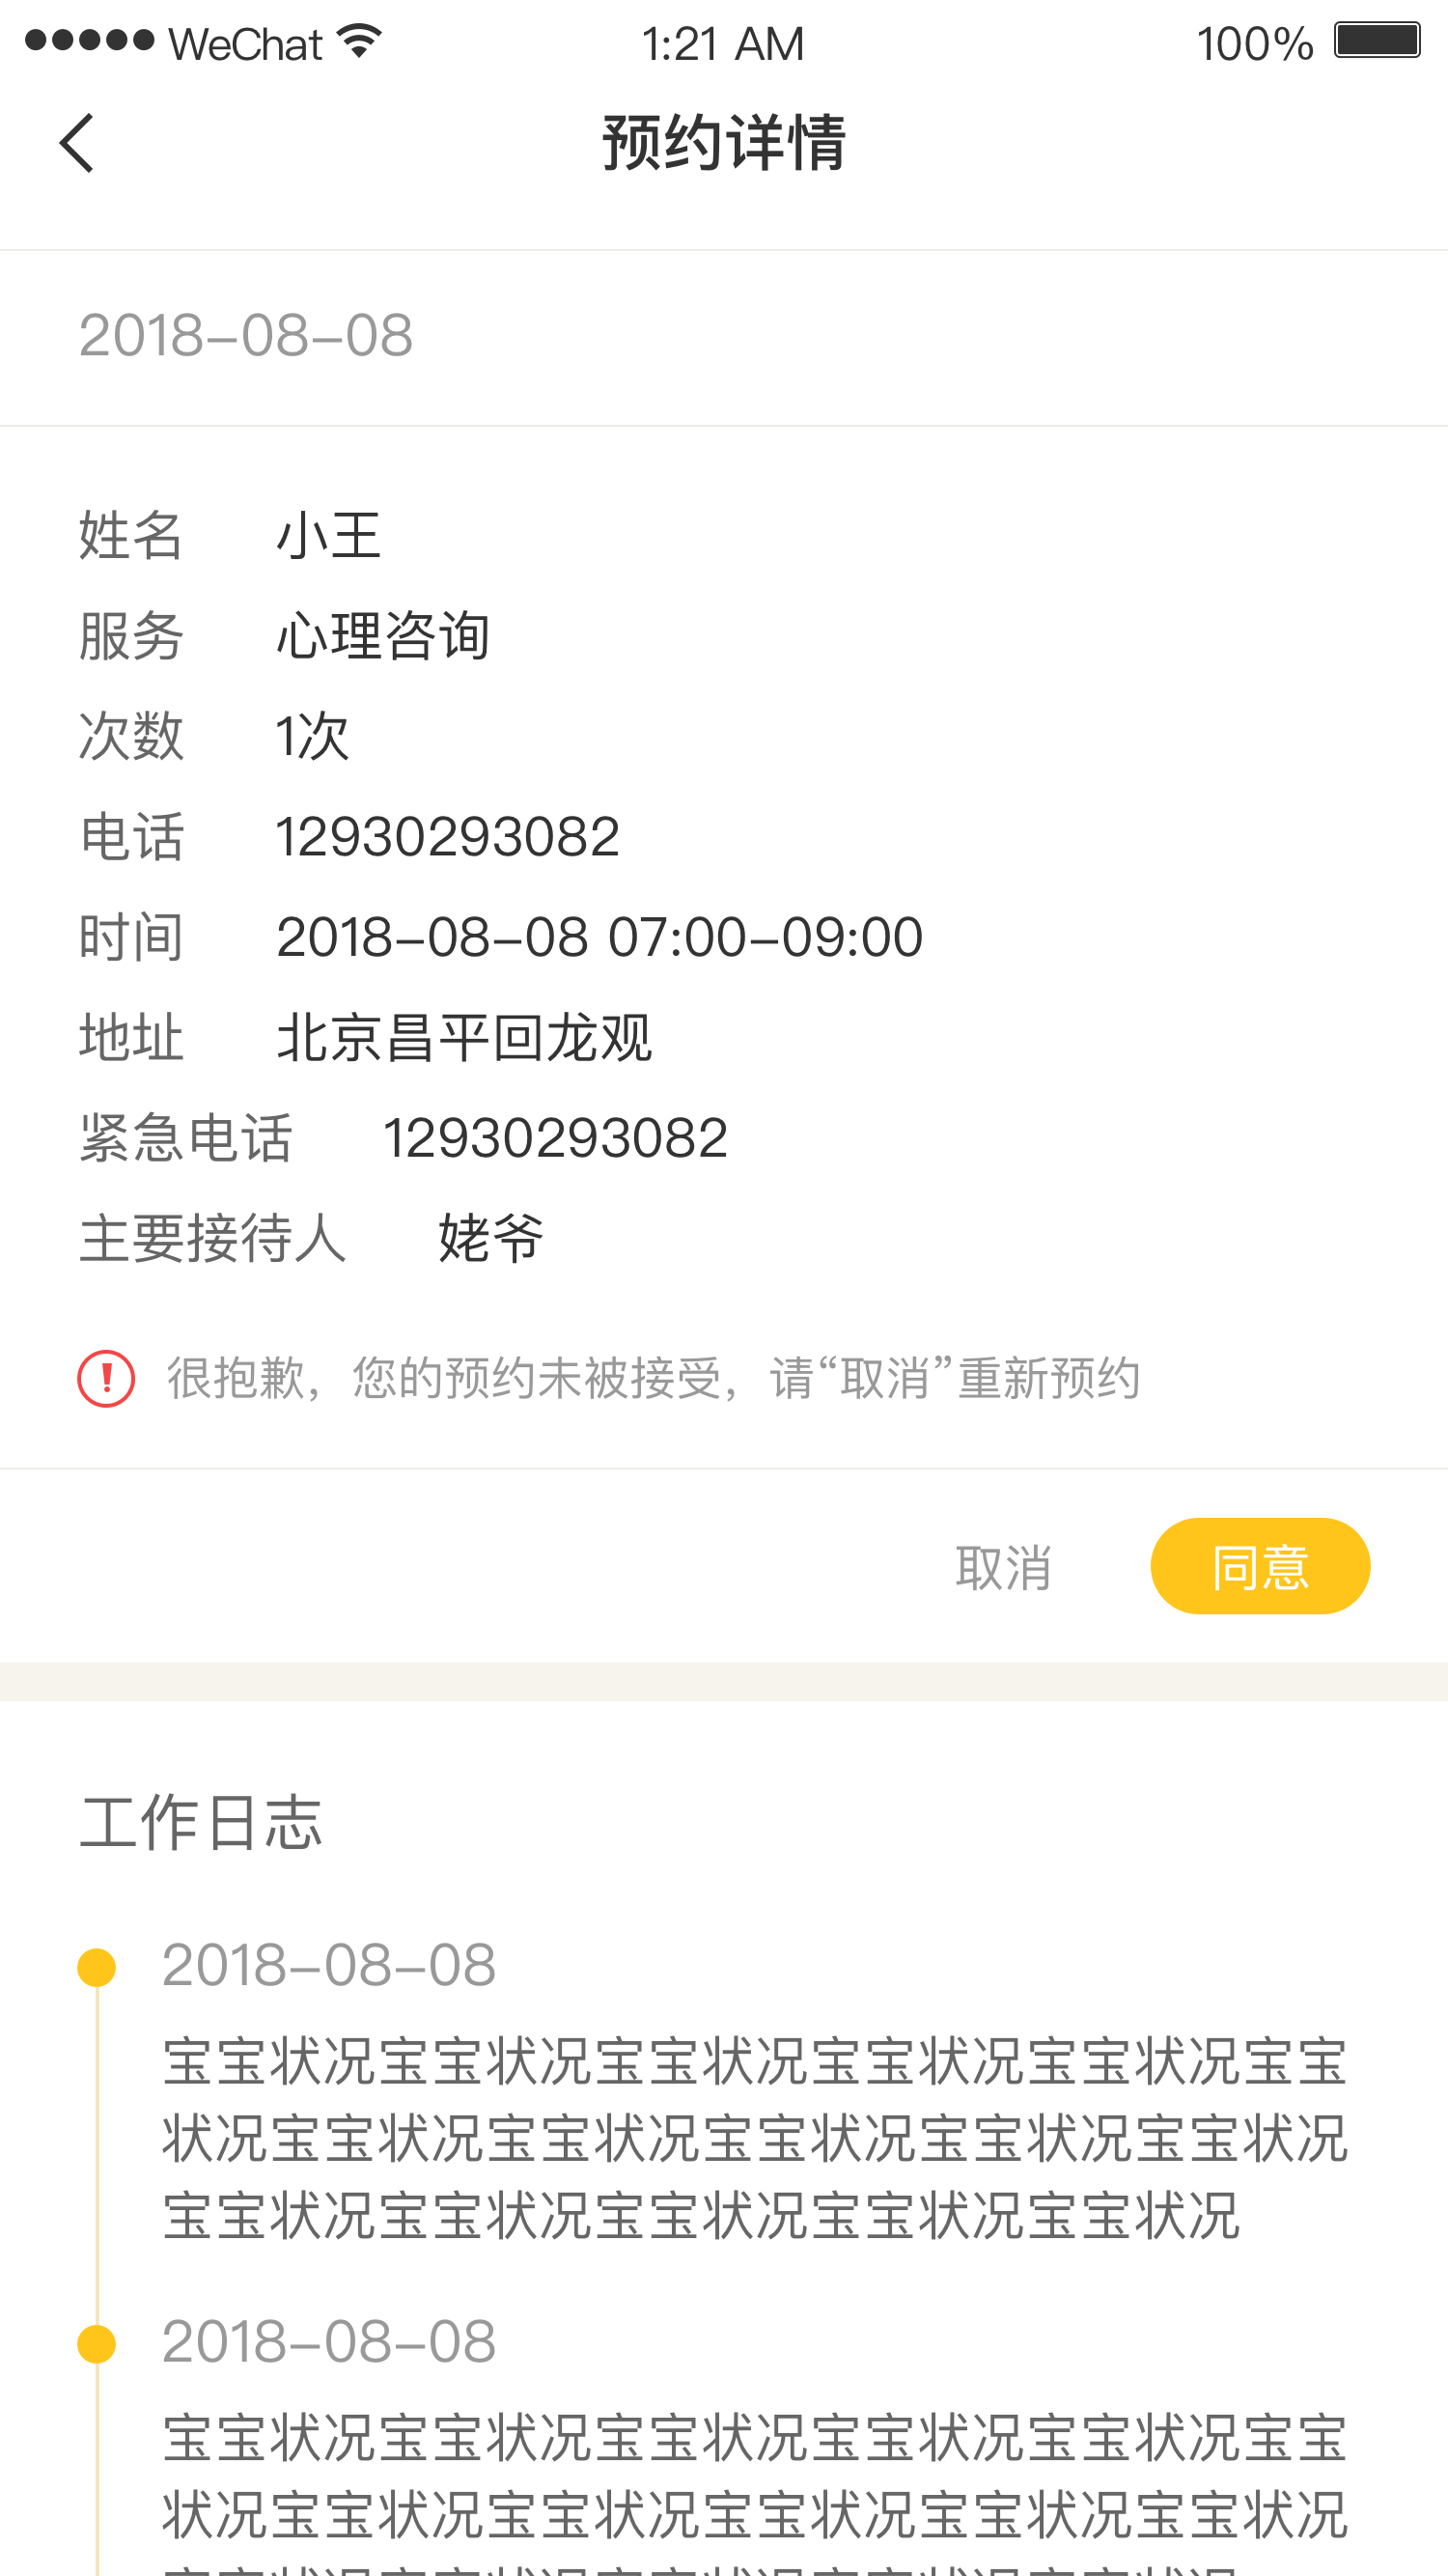 WeChat 1:21 AM 100%
预约详情
2018-08-08
姓名 小王
服务 心理咨询
次数 1次
电话 12930293082
时间 2018-08-08 07:00-09:00
地址 北京昌平回龙观
紧急电话 12930293082
主要接待人 姥爷
很抱歉，您的预约未被接受，请“取消”重新预约
取消 同意
工作日志
2018-08-08
宝宝状况宝宝状况宝宝状况宝宝状况宝宝状况宝宝
状况宝宝状况宝宝状况宝宝状况宝宝状况宝宝状况
宝宝状况宝宝状况宝宝状况宝宝状况宝宝状况
2018-08-08
宝宝状况宝宝状况宝宝状况宝宝状况宝宝状况宝宝
状况宝宝状况宝宝状况宝宝状况宝宝状况宝宝状况